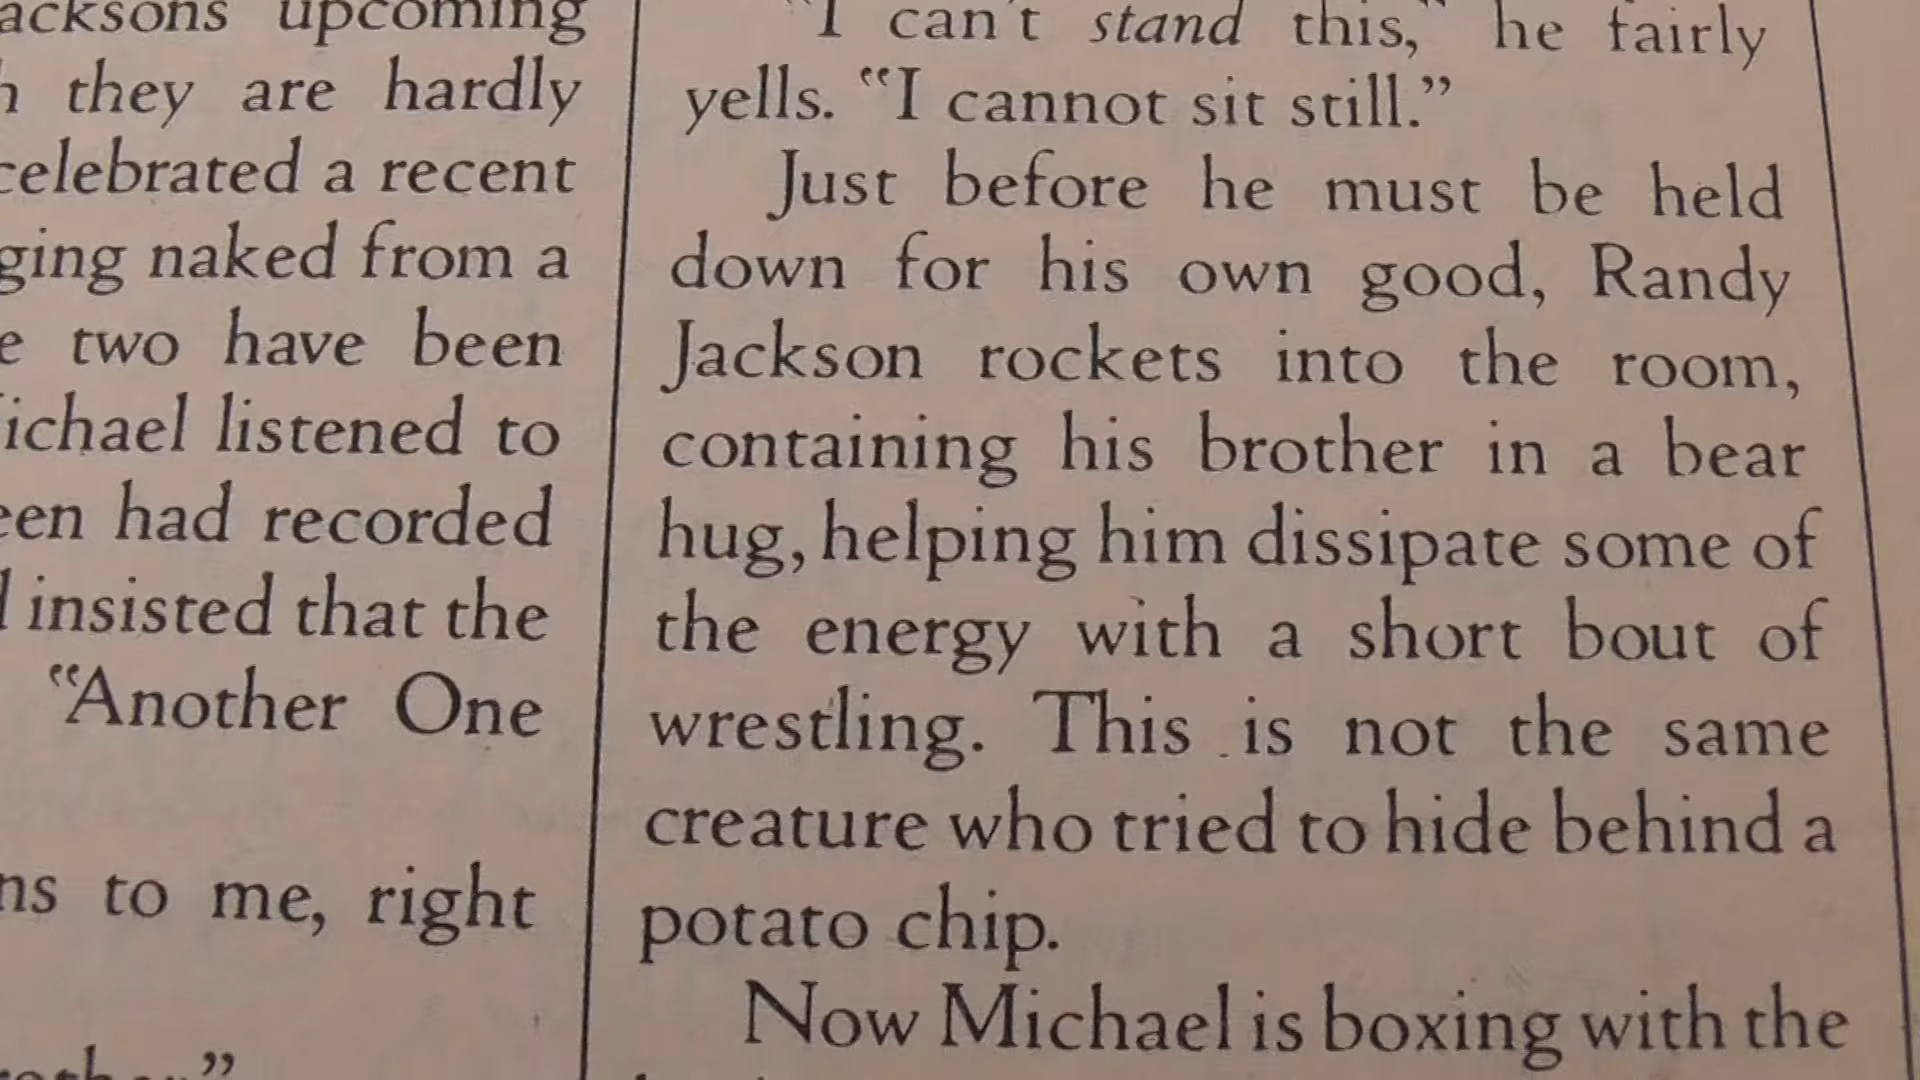 acksons upcoming
they are hardly
celebrated a recent
ging naked from a
e two have been
ichael listened to
een had recorded
insisted that the
“Another One
ns to me, right
”
“I can't stand this,” he fairly
yells. “I cannot sit still.”
Just before he must be held
down for his own good, Randy
Jackson rockets into the room,
containing his brother in a bear
hug, helping him dissipate some of
the energy with a short bout of
wrestling. This is not the same
creature who tried to hide behind a
potato chip.
Now Michael is boxing with the